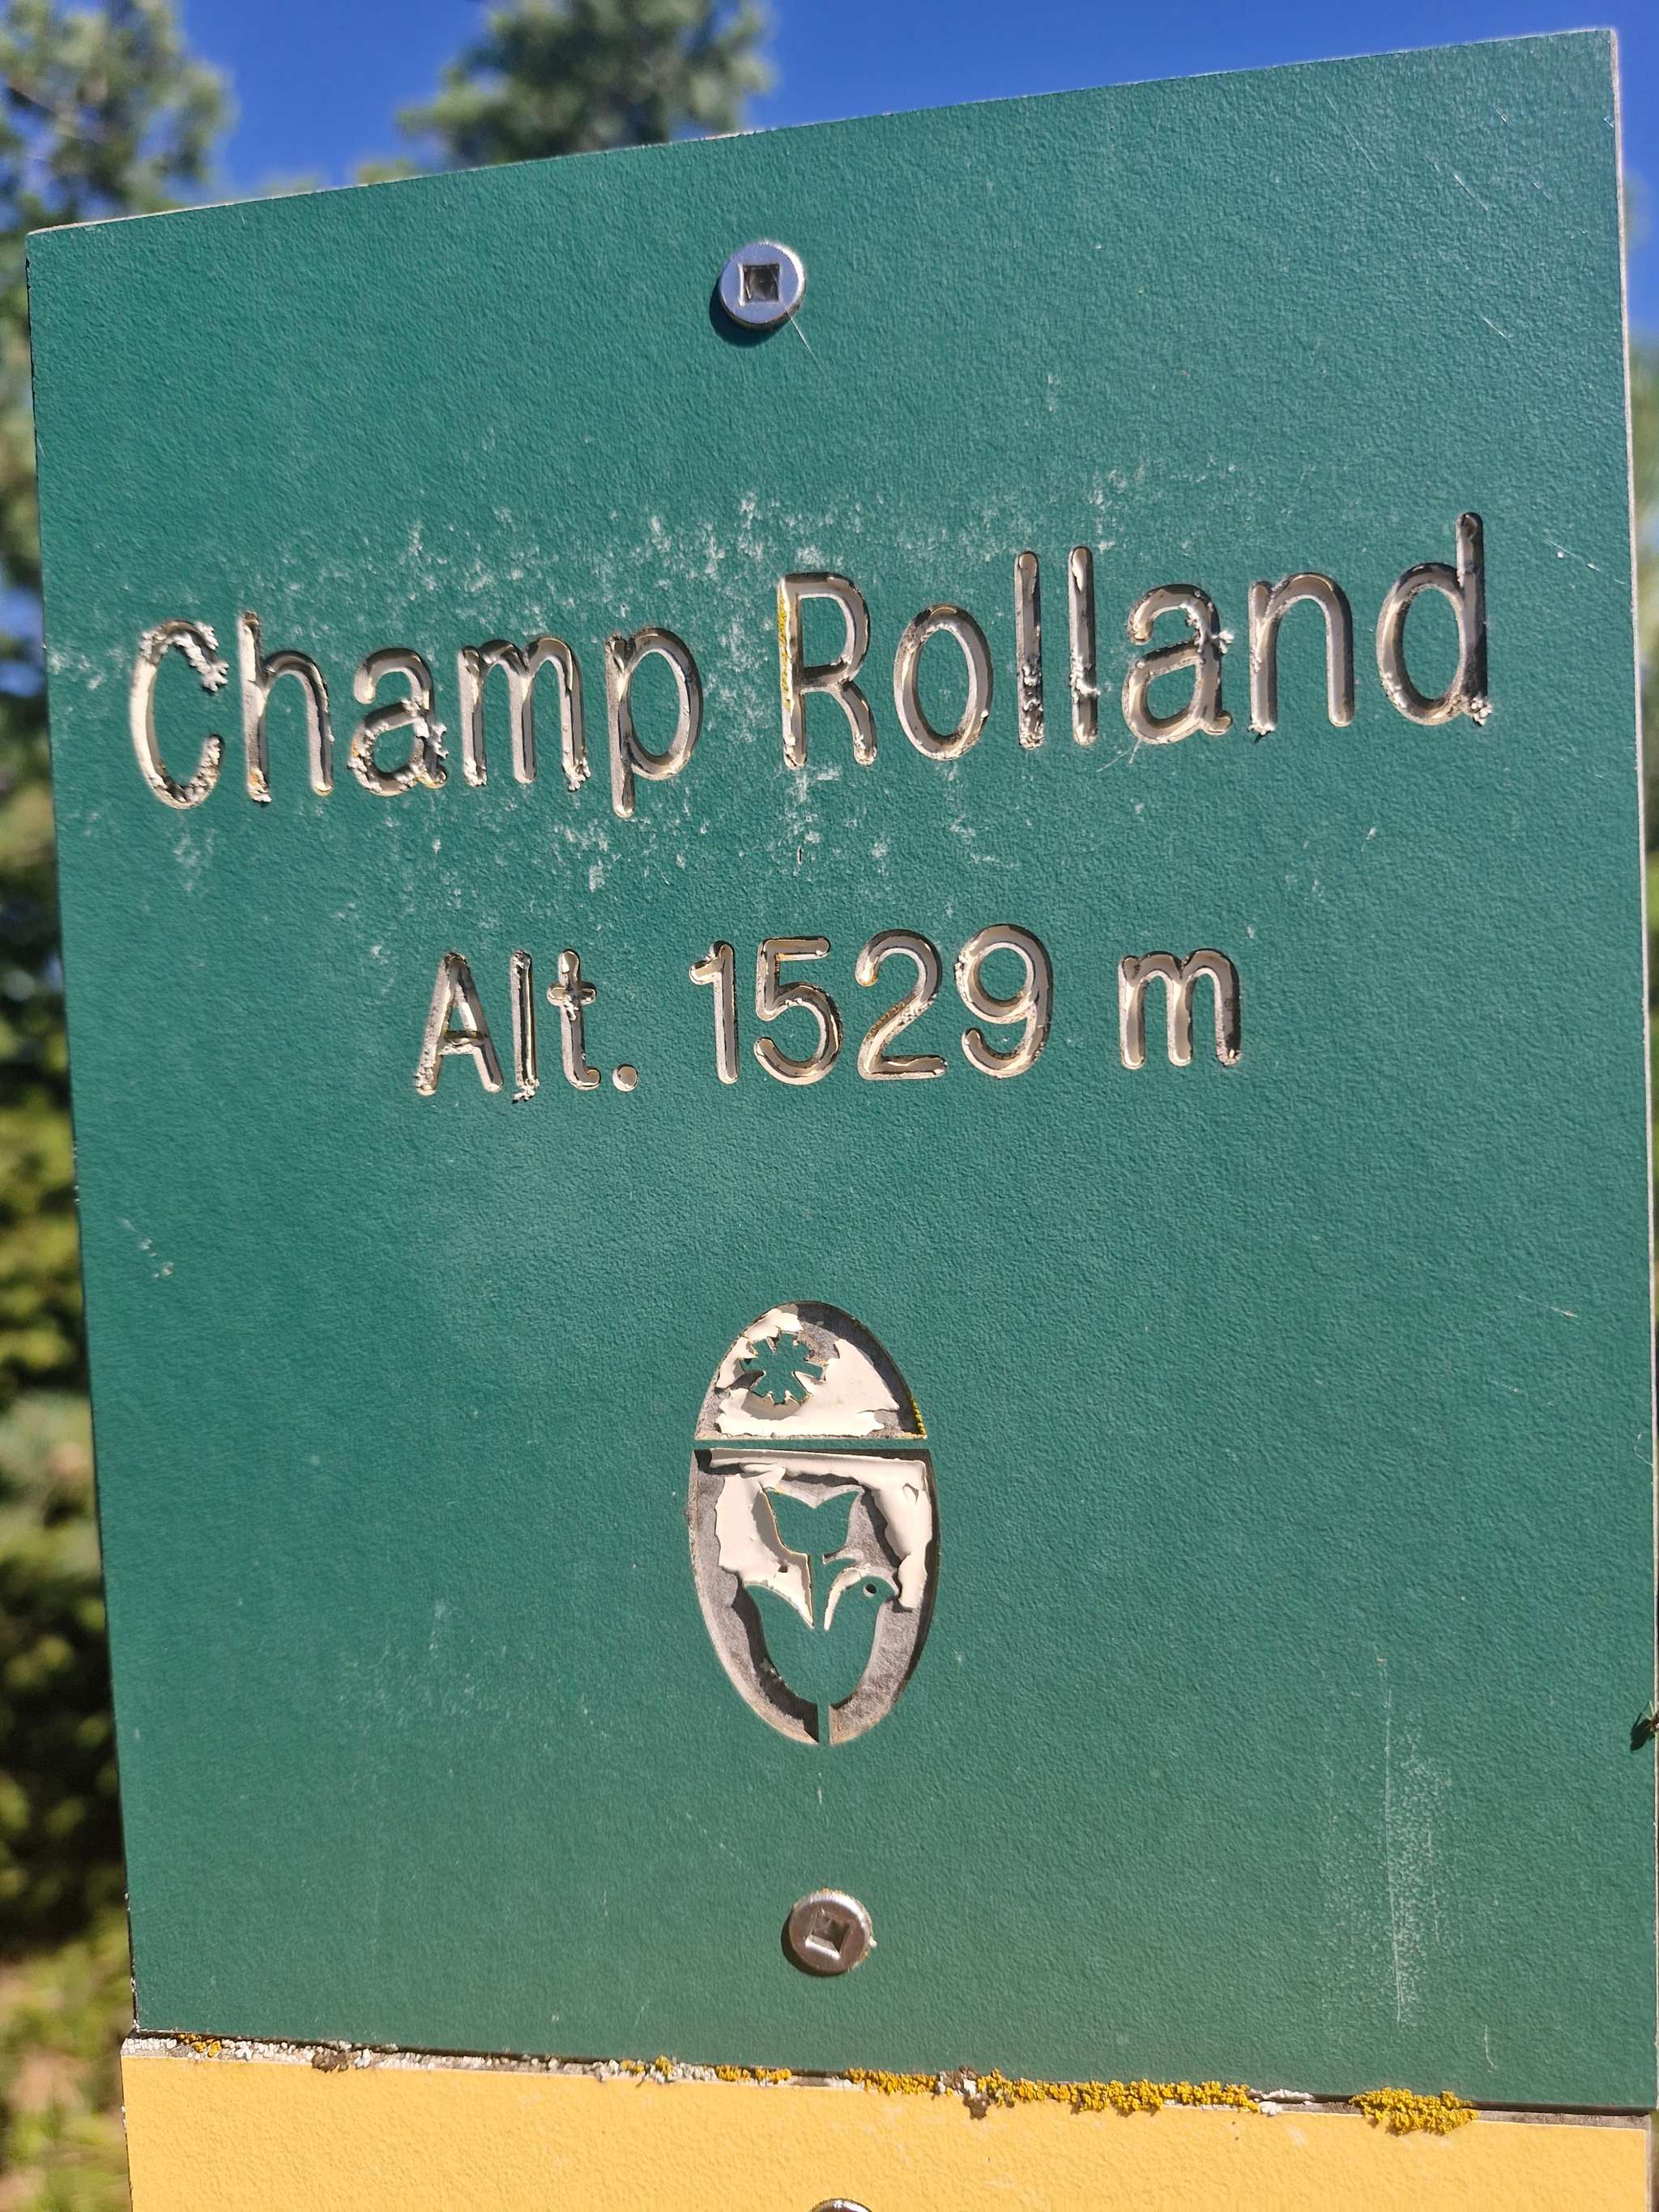 Champ Rolland
Alt. 1529 m